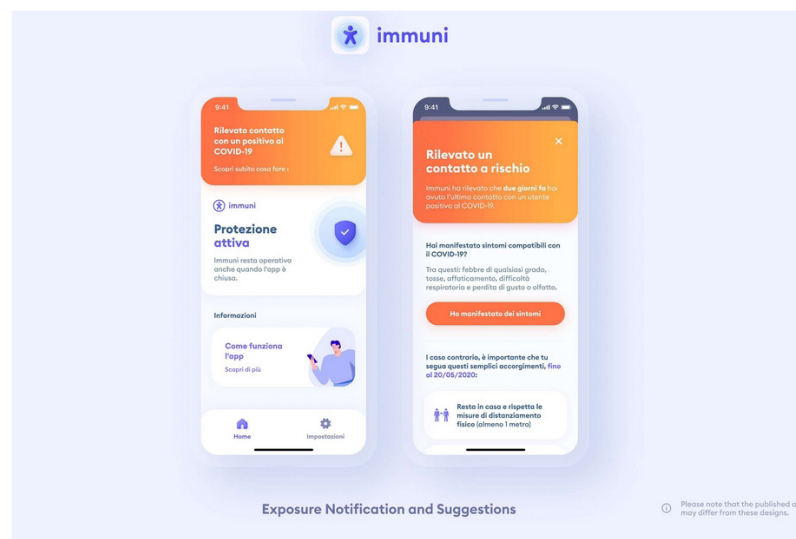 immuni
9:41
Rilevato contatto
con un positivo al
COVID-19
Scopri subito cosa fare ›
immuni
Protezione
attiva
Immuni resta operativa
anche quando l'app è
chiusa.
Informazioni
Come funziona
l'app
Scopri di più
Home
Impostazioni
9:41
Rilevato un
contatto a rischio
Immuni ha rilevato che due giorni fa hai
avuto l'ultimo contatto con un utente
positivo al COVID-19.
Hai manifestato sintomi compatibili con
il COVID-19?
Tra questi: febbre di qualsiasi grado,
tosse, affaticamento, difficoltà
respiratoria e perdita di gusto o olfatto.
Ho manifestato dei sintomi
I caso contrario, è importante che tu
segua questi semplici accorgimenti, fino
al 20/05/2020:
Resta in casa e rispetta le
misure di distanziamento
fisico (almeno 1 metro)
Exposure Notification and Suggestions
Please note that the published a
may differ from these designs.